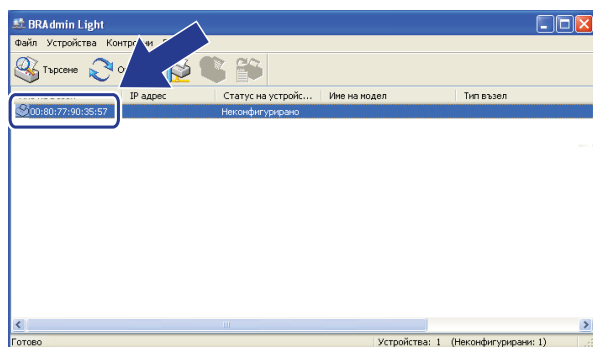 BRAdmin Light
Файл Устройства Контроли
Търсене
IP адрес Статус на устройс... Име на модел Тип възел
00:80:77:90:35:57 Неконфигурирано
Готово Устройства: 1 (Неконфигурирани: 1)